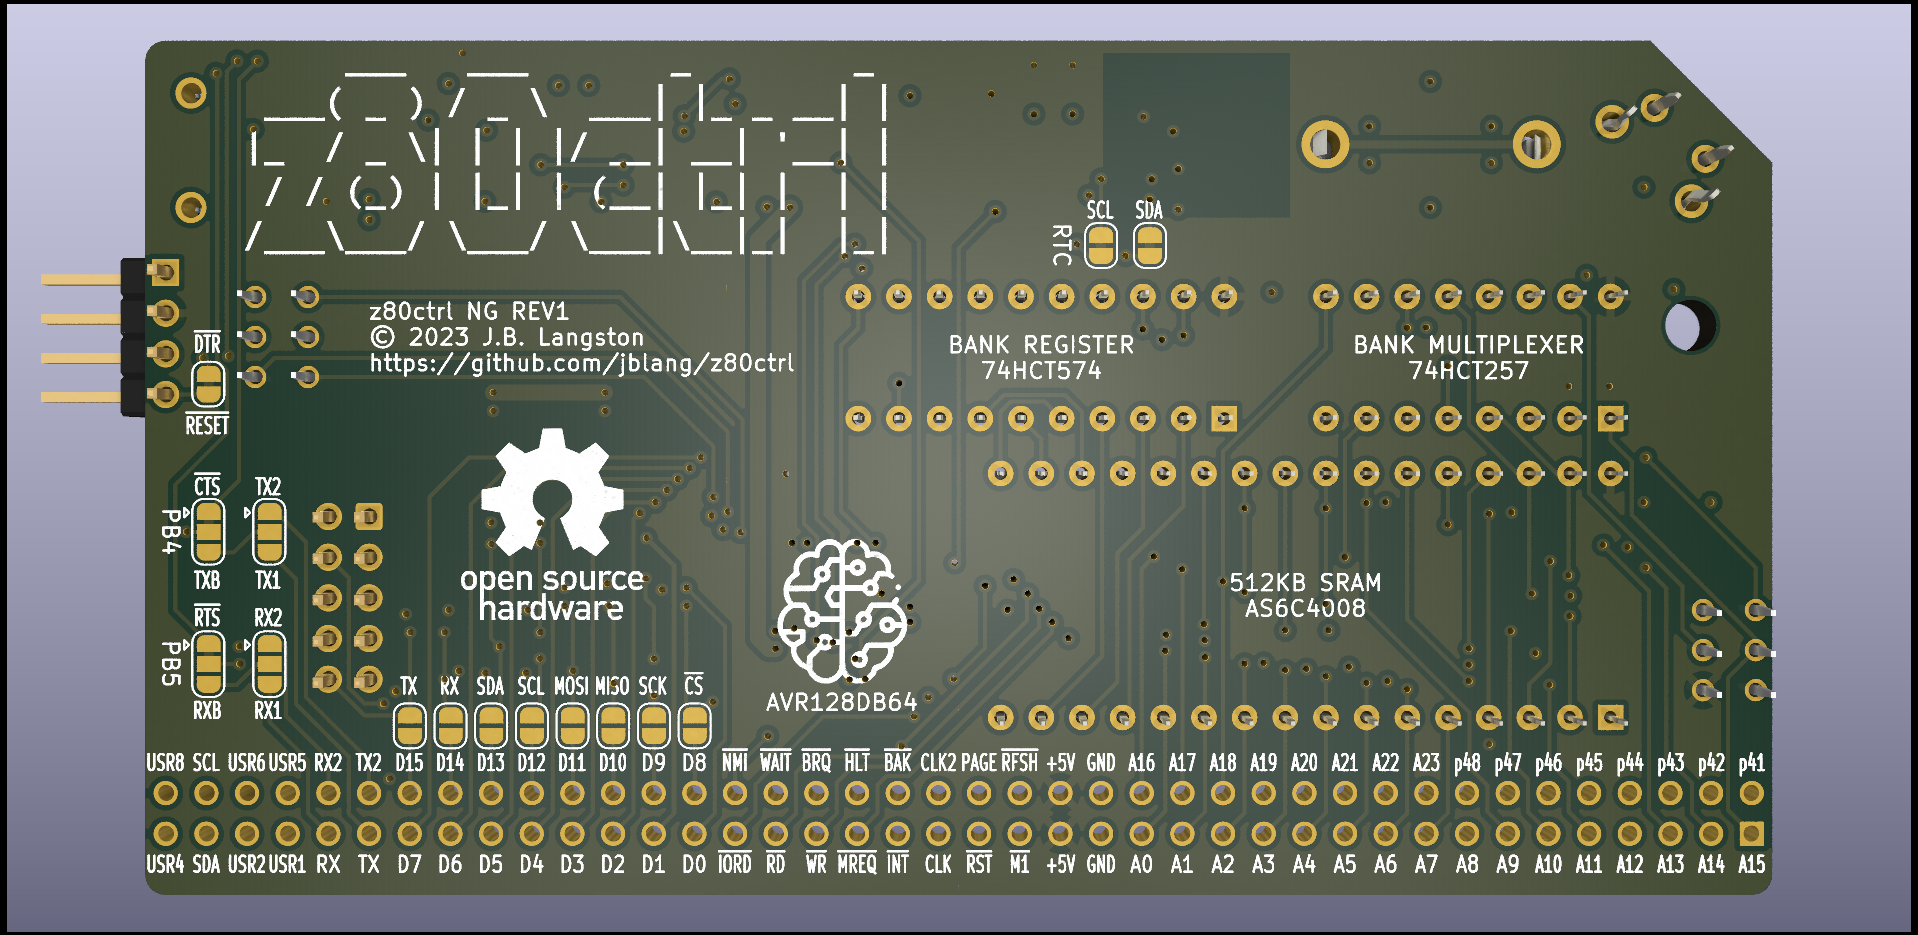 z80ctrl
SCL SDA
RTC
z80ctrl NG REV1
© 2023 J.B. Langston
https://github.com/jblang/z80ctrl
BANK REGISTER
74HCT574
BANK MULTIPLEXER
74HCT257
DTR
RESET
CTS TX2
PB4
TXB TX1
RTS RX2
PB5
RXB RX1
open source
hardware
512KB SRAM
AS6C4008
AVR128DB64
TX RX SDA SCL MOSI MISO SCK CS
USR8 SCL USR6 USR5 RX2 TX2 D15 D14 D13 D12 D11 D10 D9 D8 NMI WAIT BRQ HLT BAK CLK2 PAGE RFSH +5V GND A16 A17 A18 A19 A20 A21 A22 A23 p48 p47 p46 p45 p44 p43 p42 p41
USR4 SDA USR2 USR1 RX TX D7 D6 D5 D4 D3 D2 D1 D0 IORD RD WR MREQ INT CLK RST M1 +5V GND A0 A1 A2 A3 A4 A5 A6 A7 A8 A9 A10 A11 A12 A13 A14 A15